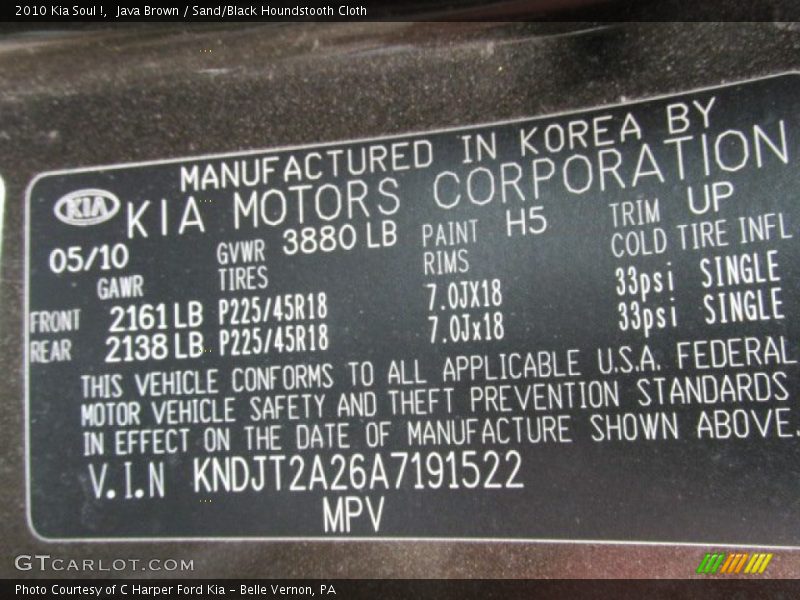 2010 Kia Soul !,  Java Brown / Sand/Black Houndstooth Cloth
MANUFACTURED IN KOREA BY
KIA KIA MOTORS CORPORATION
05/10 GVWR 3880 LB PAINT H5 TRIM UP
GAWR TIRES RIMS COLD TIRE INFL
FRONT 2161 LB P225/45R18 7.0JX18 33psi SINGLE
REAR 2138 LB P225/45R18 7.0Jx18 33psi SINGLE
THIS VEHICLE CONFORMS TO ALL APPLICABLE U.S.A. FEDERAL
MOTOR VEHICLE SAFETY AND THEFT PREVENTION STANDARDS
IN EFFECT ON THE DATE OF MANUFACTURE SHOWN ABOVE.
V.I.N KNDJT2A26A7191522
MPV
GTCARLOT.COM
Photo Courtesy of C Harper Ford Kia - Belle Vernon, PA